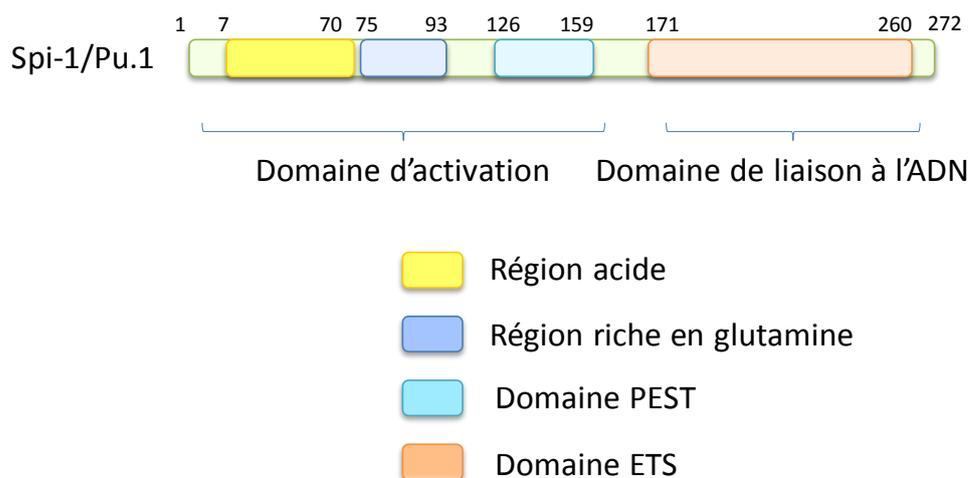 1 7 70 75 93 126 159 171 260 272
Spi-1/Pu.1
Domaine d’activation Domaine de liaison à l’ADN
Région acide
Région riche en glutamine
Domaine PEST
Domaine ETS